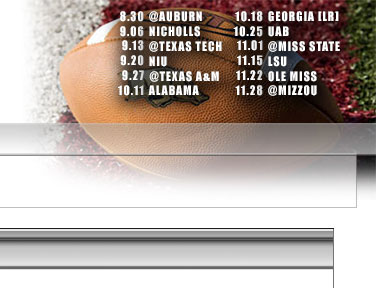 8.30 @AUBURN
9.06 NICHOLLS
9.13 @TEXAS TECH
9.20 NIU
9.27 @TEXAS A&M
10.11 ALABAMA
10.18 GEORGIA [LR]
10.25 UAB
11.01 @MISS STATE
11.15 LSU
11.22 OLE MISS
11.28 @MIZZOU